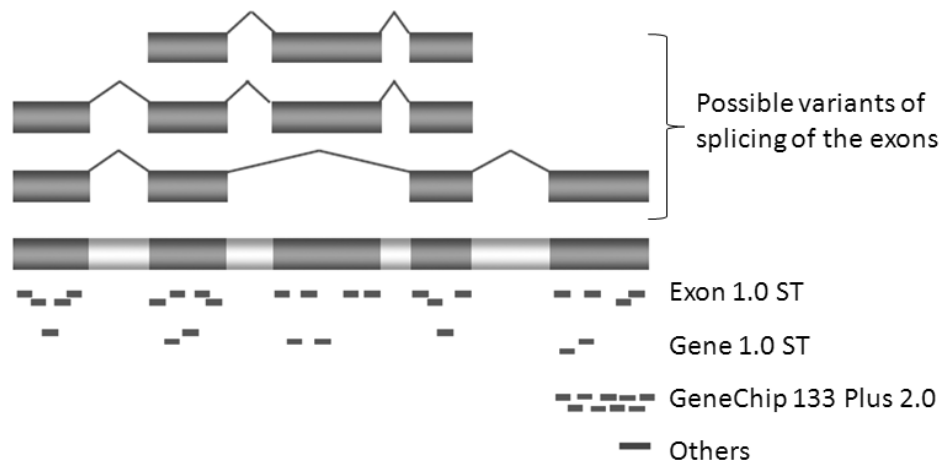 Possible variants of
splicing of the exons
Exon 1.0 ST
Gene 1.0 ST
GeneChip 133 Plus 2.0
Others